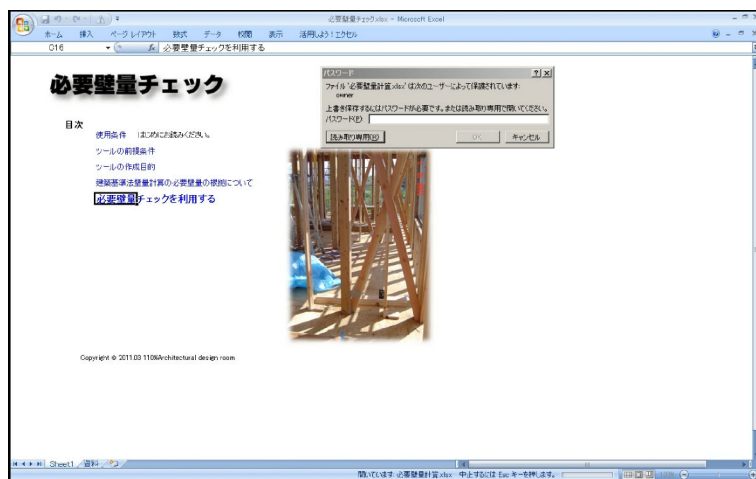 必要壁量チェック.xlsx - Microsoft Excel
ホーム 挿入 ページ レイアウト 数式 データ 校閲 表示 活用しよう!エクセル
C16 fx 必要壁量チェックを利用する
必要壁量チェック
目次
使用条件 はじめにお読みください。
ツールの前提条件
ツールの作成目的
建築基準法壁量計算の必要壁量の根拠について
必要壁量チェックを利用する
パスワード
ファイル '必要壁量計算.xlsx' は次のユーザーによって保護されています:
owner
上書き保存するにはパスワードが必要です。または読み取り専用で開いてください。
パスワード(P):
読み取り専用(R) OK キャンセル
Copyright © 2011.03 110%Architectural design room
Sheet1 資料
開いています: 必要壁量計算.xlsx 中止するには Esc キーを押します。